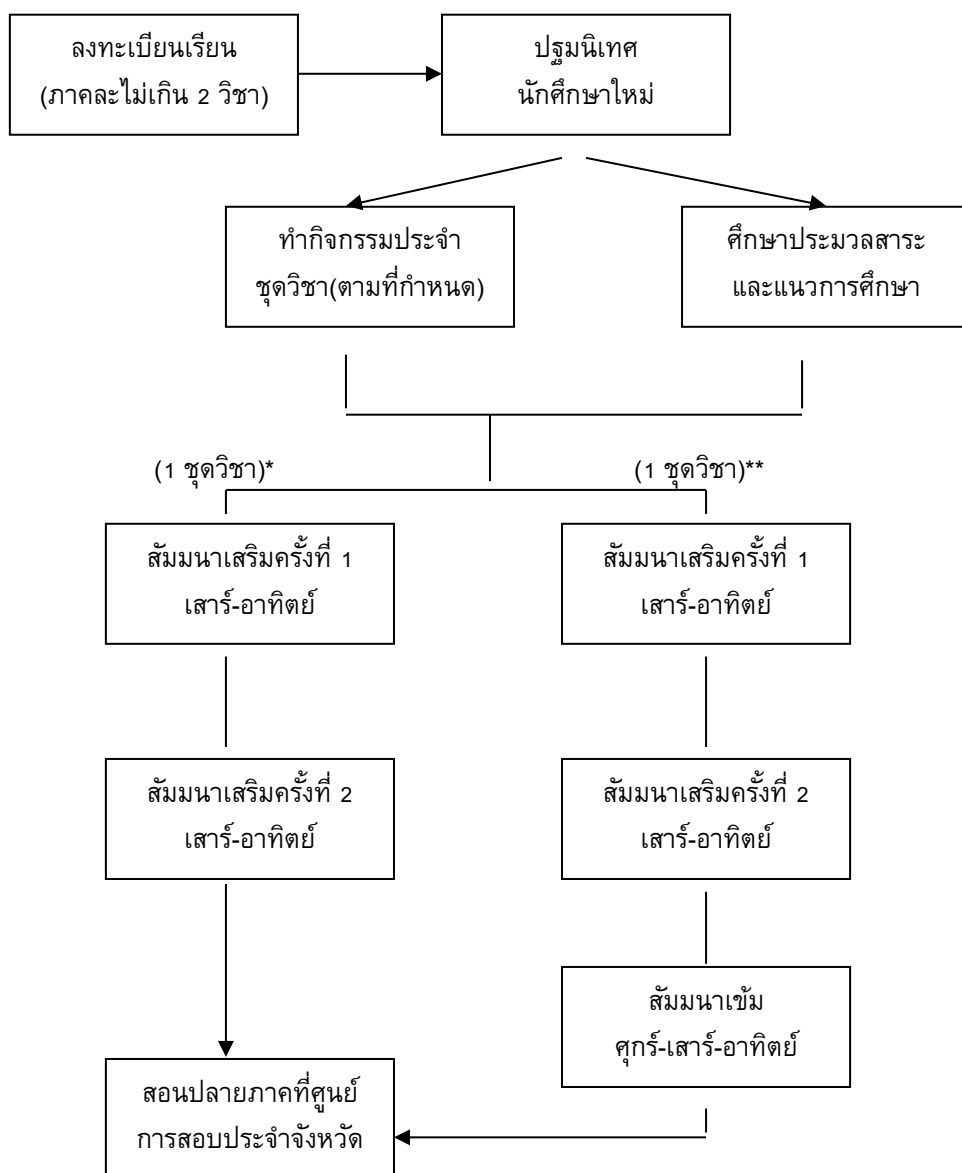 ลงทะเบียนเรียน
(ภาคละไม่เกิน 2 วิชา)
ปฐมนิเทศ
นักศึกษาใหม่
ทำกิจกรรมประจำ
ชุดวิชา(ตามที่กำหนด)
ศึกษาประมวลสาระ
และแนวการศึกษา
(1 ชุดวิชา)*
(1 ชุดวิชา)**
สัมมนาเสริมครั้งที่ 1
เสาร์-อาทิตย์
สัมมนาเสริมครั้งที่ 1
เสาร์-อาทิตย์
สัมมนาเสริมครั้งที่ 2
เสาร์-อาทิตย์
สัมมนาเสริมครั้งที่ 2
เสาร์-อาทิตย์
สัมมนาเข้ม
ศุกร์-เสาร์-อาทิตย์
สอนปลายภาคที่ศูนย์
การสอบประจำจังหวัด